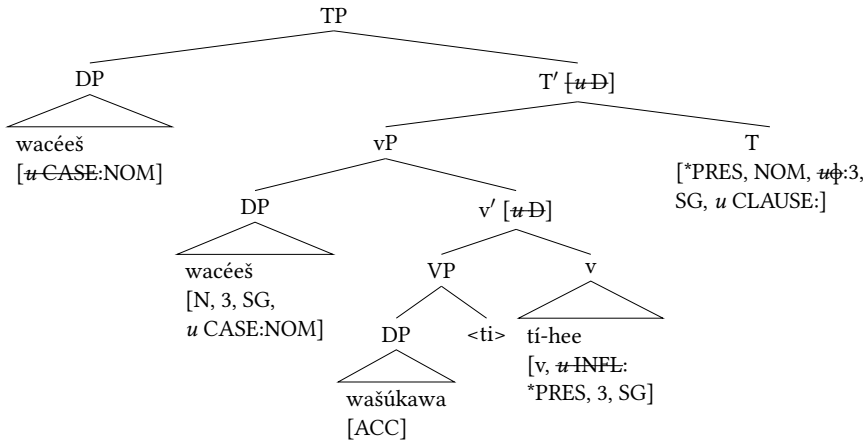 TP
DP
T′ [u D]
wacéeš
[u CASE:NOM]
vP
T
[*PRES, NOM, uϕ:3,
SG, u CLAUSE:]
DP
v′ [u D]
wacéeš
[N, 3, SG,
u CASE:NOM]
VP
v
DP
<ti>
tí-hee
[v, u INFL:
*PRES, 3, SG]
wašúkawa
[ACC]